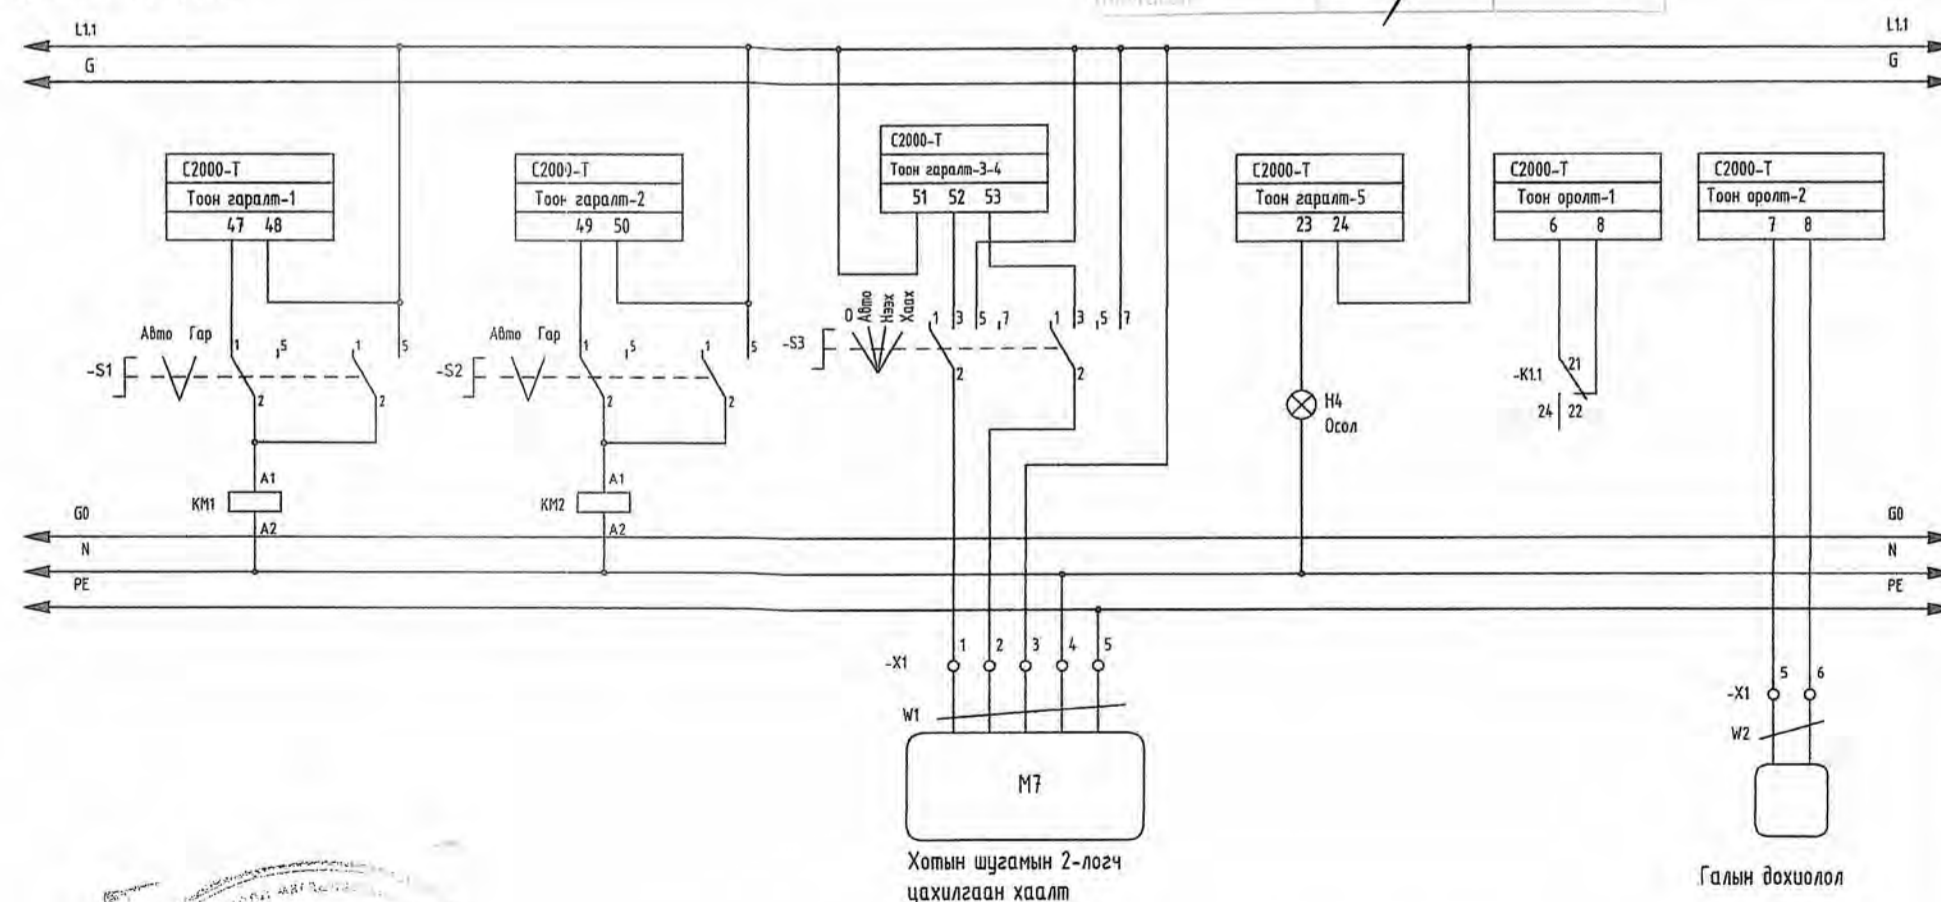 L1.1 L1.1
G G
C2000-T
Тоон гаралт-1
47 48
C2000-T
Тоон гаралт-2
49 50
C2000-T
Тоон гаралт-3-4
51 52 53
C2000-T
Тоон гаралт-5
23 24
C2000-T
Тоон оролт-1
6 8
C2000-T
Тоон оролт-2
7 8
Авто Гар
-S1
1 5 1 5
2 2
A1
KM1
A2
Авто Гар
-S2
1 5 1 5
2 2
A1
KM2
A2
0 Авто Нээх Хаах
-S3
1 3 5 7 1 3 5 7
2 2
H4
Осол
-K1.1
21
24 22
G0 G0
N N
PE PE
-X1
1 2 3 4 5
W1
M7
Хотын шугамын 2-логч
цахилгаан хаалт
-X1
5 6
W2
Галын дохиолол